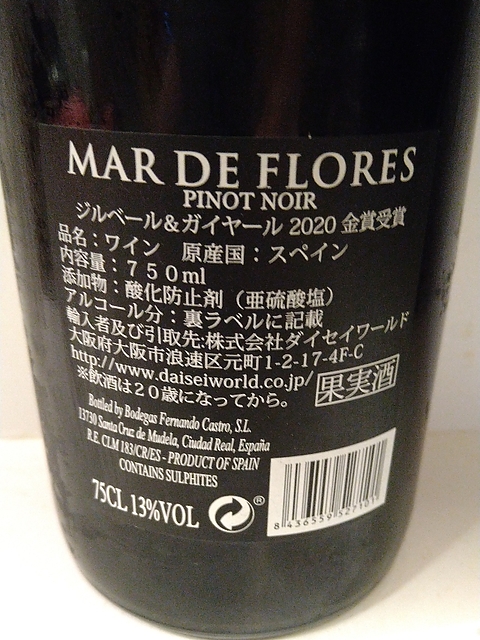 MAR DE FLORES
PINOT NOIR
ジルベール&ガイヤール 2020 金賞受賞
品名：ワイン　原産国：スペイン
内容量：７５０ml
添加物：酸化防止剤（亜硫酸塩）
アルコール分：裏ラベルに記載
輸入者及び引取先:株式会社ダイセイワールド
大阪府大阪市浪速区元町1-2-17-4F-C
http://www.daiseiworld.co.jp/
※飲酒は２０歳になってから。
果実酒
Bottled by Bodegas Fernando Castro, S.L.
13730 Santa Cruz de Mudela, Ciudad Real, España
R.E. CLM 183/CR/ES - PRODUCT OF SPAIN
CONTAINS SULPHITES
75CL 13%VOL
®
8 436559 527101